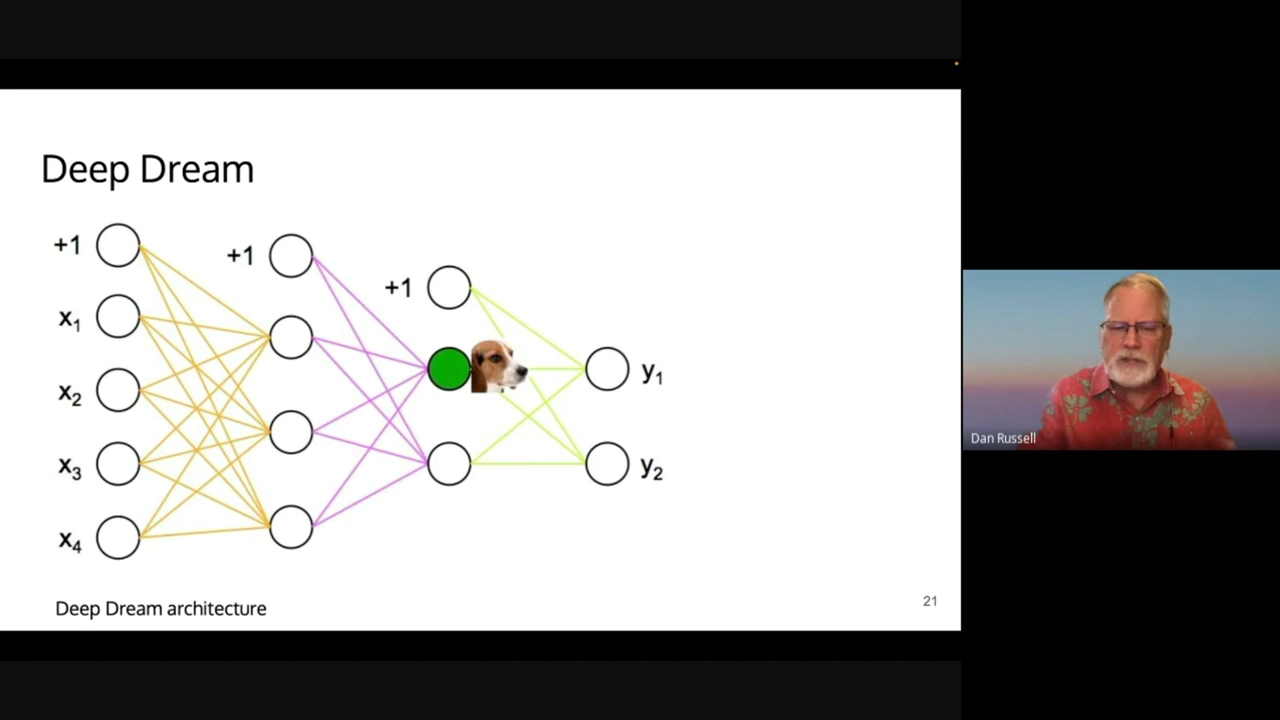 Deep Dream
+1
+1
+1
x1
x2
x3
x4
y1
y2
Deep Dream architecture
21
Dan Russell